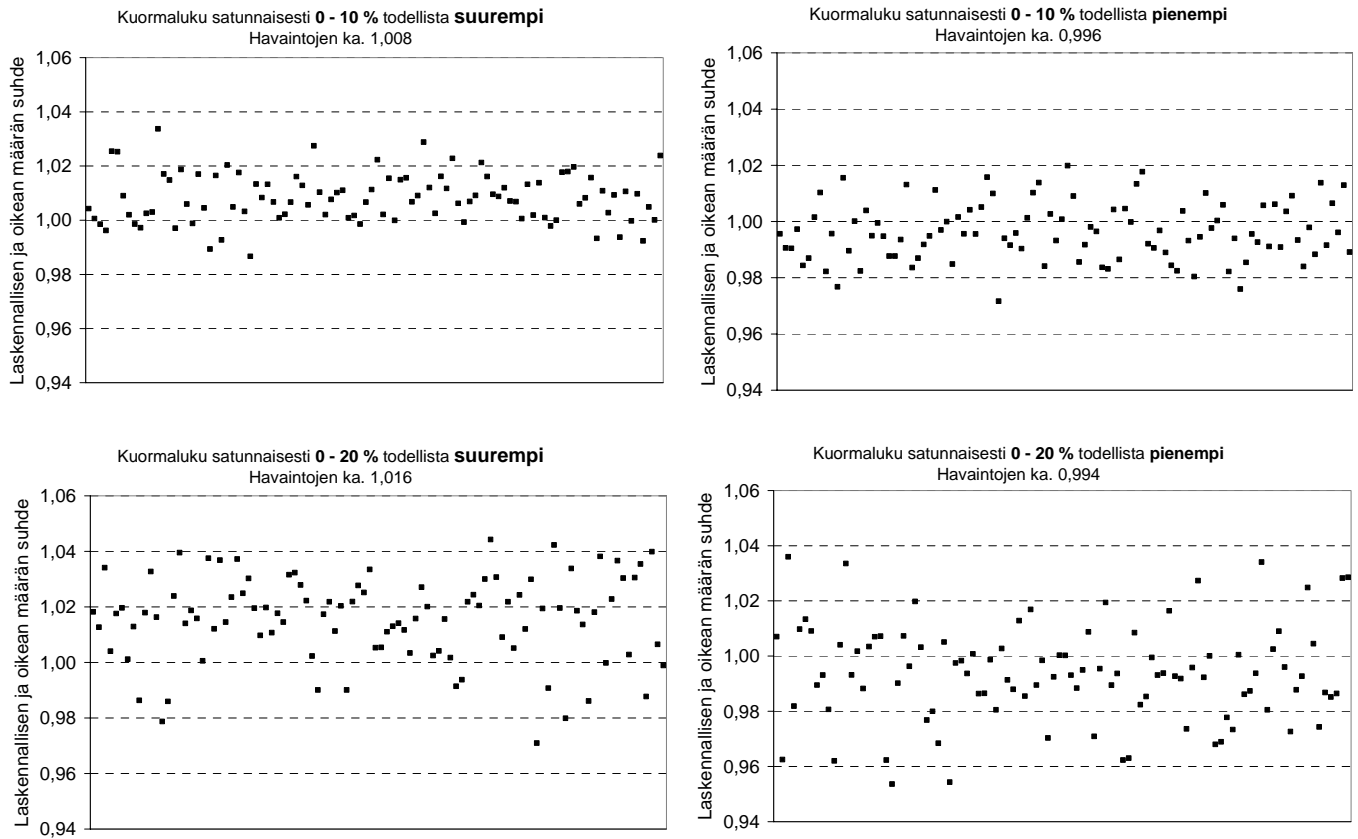 Kuormaluku satunnaisesti 0 - 10 % todellista suurempi
Havaintojen ka. 1,008
Laskennallisen ja oikean määrän suhde
1,06
1,04
1,02
1,00
0,98
0,96
0,94
Kuormaluku satunnaisesti 0 - 10 % todellista pienempi
Havaintojen ka. 0,996
Laskennallisen ja oikean määrän suhde
1,06
1,04
1,02
1,00
0,98
0,96
0,94
Kuormaluku satunnaisesti 0 - 20 % todellista suurempi
Havaintojen ka. 1,016
Laskennallisen ja oikean määrän suhde
1,06
1,04
1,02
1,00
0,98
0,96
0,94
Kuormaluku satunnaisesti 0 - 20 % todellista pienempi
Havaintojen ka. 0,994
Laskennallisen ja oikean määrän suhde
1,06
1,04
1,02
1,00
0,98
0,96
0,94